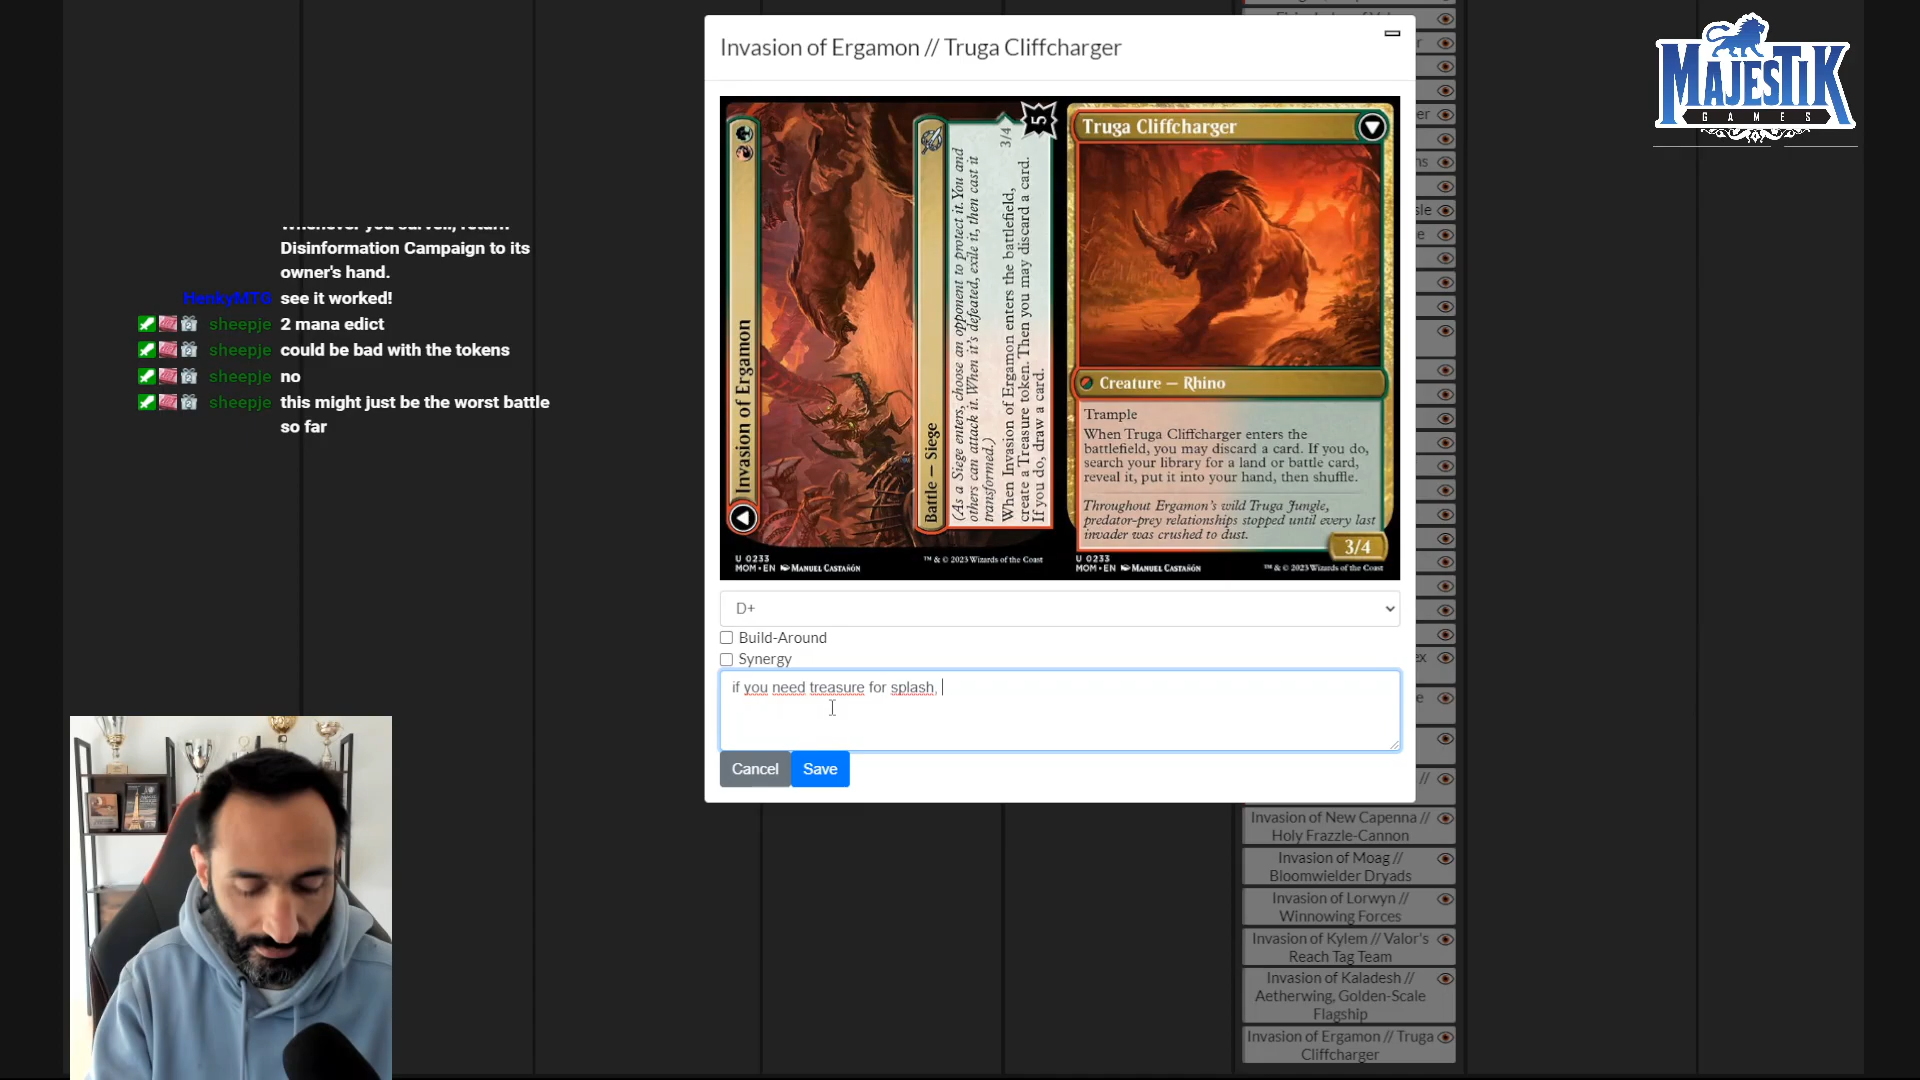 Invasion of Ergamon // Truga Cliffcharger
MAJESTIK
GAMES
Disinformation Campaign to its
owner's hand.
HenkyMTG see it worked!
sheepje 2 mana edict
sheepje could be bad with the tokens
sheepje no
sheepje this might just be the worst battle
so far
Invasion of Ergamon
Battle — Siege
(As a Siege enters, choose an opponent to protect it. You and
others can attack it. When it's defeated, exile it, then cast it
transformed.)
When Invasion of Ergamon enters the battlefield,
create a Treasure token. Then you may discard a card.
If you do, draw a card.
3/4
5
U 0233
MOM • EN MANUEL CASTAÑÓN
™ & © 2023 Wizards of the Coast
Truga Cliffcharger
Creature — Rhino
Trample
When Truga Cliffcharger enters the
battlefield, you may discard a card. If you do,
search your library for a land or battle card,
reveal it, put it into your hand, then shuffle.
Throughout Ergamon's wild Truga Jungle,
predator-prey relationships stopped until every last
invader was crushed to dust.
3/4
U 0233
MOM • EN MANUEL CASTAÑÓN
™ & © 2023 Wizards of the Coast
D+
Build-Around
Synergy
if you need treasure for splash,
Cancel Save
Invasion of New Capenna //
Holy Frazzle-Cannon
Invasion of Moag //
Bloomwielder Dryads
Invasion of Lorwyn //
Winnowing Forces
Invasion of Kylem // Valor's
Reach Tag Team
Invasion of Kaladesh //
Aetherwing, Golden-Scale
Flagship
Invasion of Ergamon // Truga
Cliffcharger